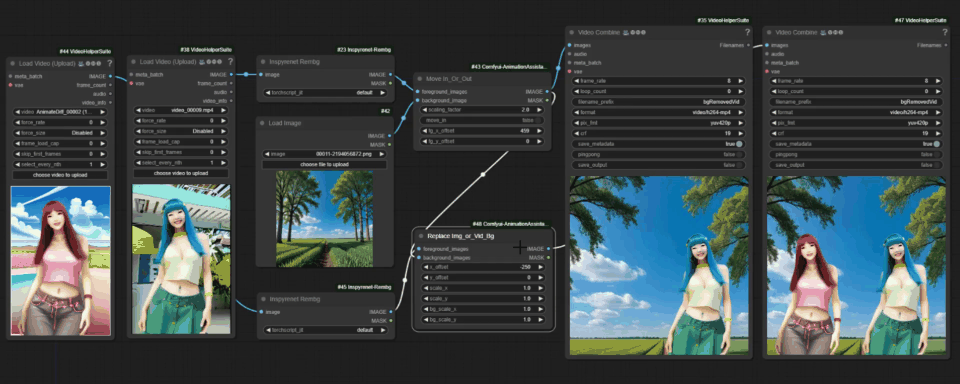 #44 VideoHelperSuite
Load Video (Upload)
?
meta_batch
IMAGE
vae
frame_count
audio
video_info
video
AnimateDiff_00002 (1
force_rate
0
force_size
Disabled
frame_load_cap
0
skip_first_frames
0
select_every_nth
1
choose video to upload
#38 VideoHelperSuite
Load Video (Upload)
?
meta_batch
IMAGE
vae
frame_count
audio
video_info
video
video_00009.mp4
force_rate
0
force_size
Disabled
frame_load_cap
0
skip_first_frames
0
select_every_nth
1
choose video to upload
#23 Inspyrenet-Rembg
Inspyrenet Rembg
image
IMAGE
MASK
torchscript_jit
default
#42
Load Image
IMAGE
MASK
image
choose file to upload
#45 Inspyrenet-Rembg
Inspyrenet Rembg
image
IMAGE
MASK
torchscript_jit
default
#43 Comfyui-AnimationAssista..
Move In_Or_Out
foreground_images
IMAGE
background_images
MASK
scaling_factor
2.0
move_in
false
fg_x_offset
459
fg_y_offset
0
#46 Comfyui-AnimationAssista..
Replace Img_or_Vid_Bg
foreground_images
IMAGE
background_images
MASK
x_offset
-250
y_offset
0
scale_x
1.0
scale_y
1.0
bg_scale_x
1.0
bg_scale_y
1.0
#35 VideoHelperSuite
Video Combine
?
images
Filenames
audio
meta_batch
vae
frame_rate
8
loop_count
0
filename_prefix
bgRemovedVid
format
video/h264-mp4
pix_fmt
yuv420p
crf
19
save_metadata
true
pingpong
false
save_output
false
#47 VideoHelperSuite
Video Combine
?
images
Filenames
audio
meta_batch
vae
frame_rate
8
loop_count
0
filename_prefix
bgRemovedVid
format
video/h264-mp4
pix_fmt
yuv420p
crf
19
save_metadata
true
pingpong
false
save_output
false